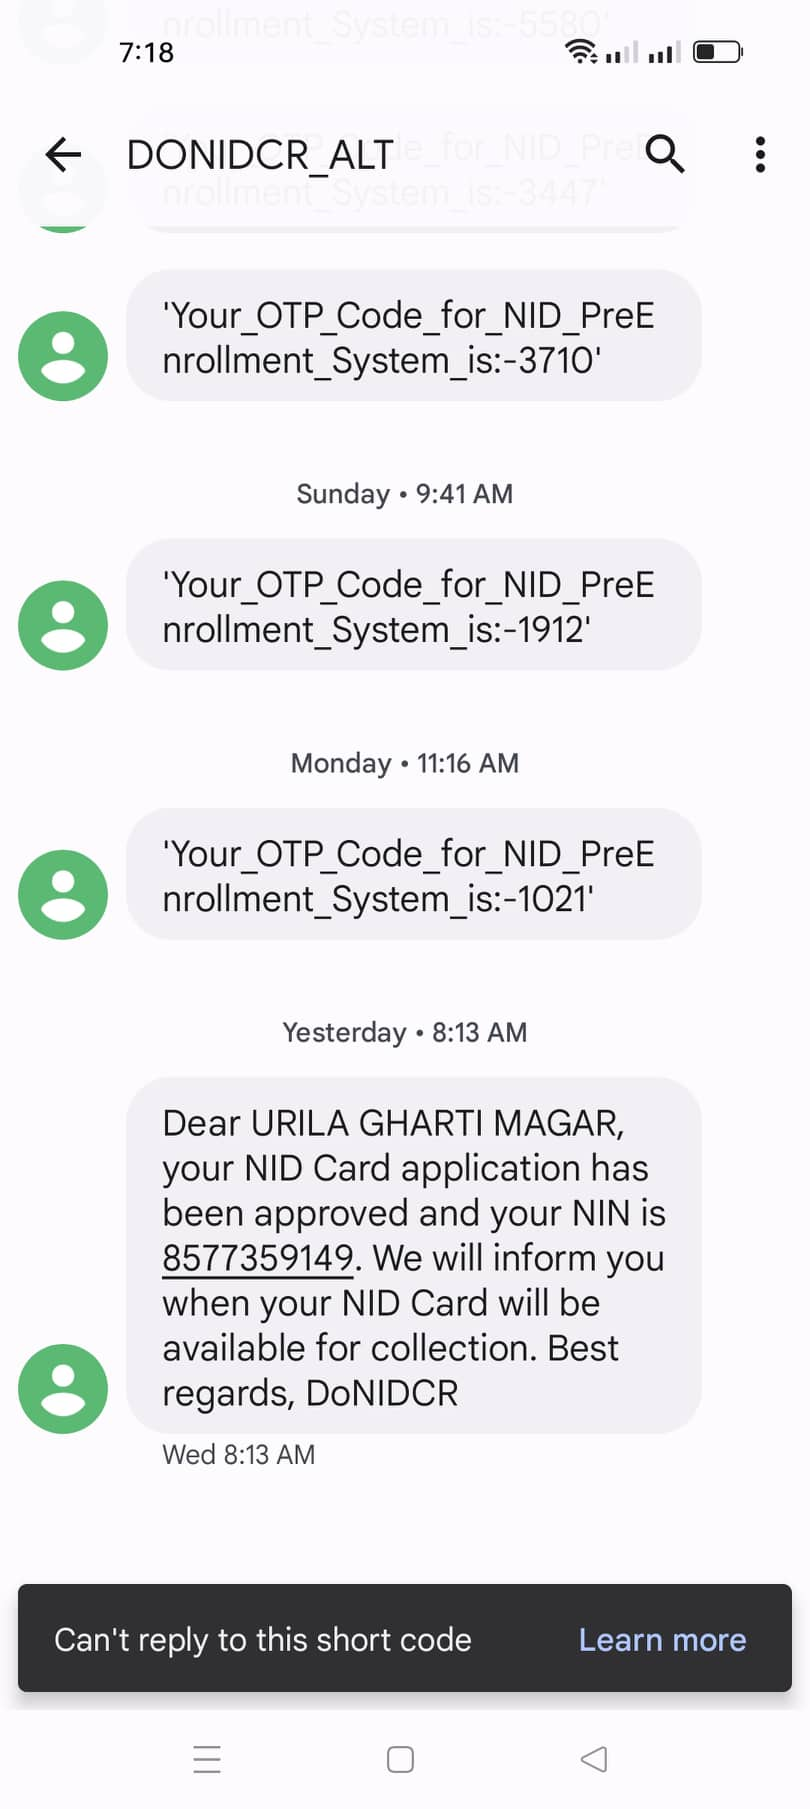 nrollment_System_is:-5580'
7:18
DONIDCR_ALT
nrollment_System_is:-3447'
'Your_OTP_Code_for_NID_PreE
nrollment_System_is:-3710'
Sunday • 9:41 AM
'Your_OTP_Code_for_NID_PreE
nrollment_System_is:-1912'
Monday • 11:16 AM
'Your_OTP_Code_for_NID_PreE
nrollment_System_is:-1021'
Yesterday • 8:13 AM
Dear URILA GHARTI MAGAR,
your NID Card application has
been approved and your NIN is
8577359149. We will inform you
when your NID Card will be
available for collection. Best
regards, DoNIDCR
Wed 8:13 AM
Can't reply to this short code Learn more